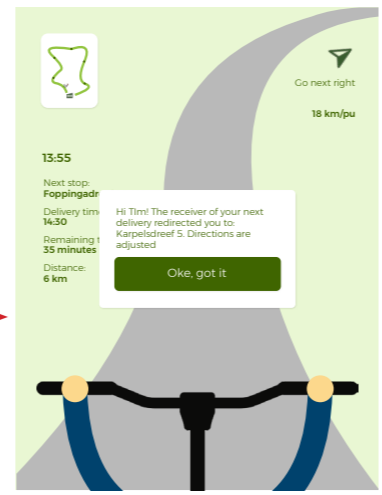 Go next right
18 km/pu
13:55
Next stop:
Foppingadr
Delivery tim
14:30
Remaining t
35 minutes
Distance:
6 km
Hi TIm! The receiver of your next
delivery redirected you to:
Karpelsdreef 5. Directions are
adjusted
Oke, got it